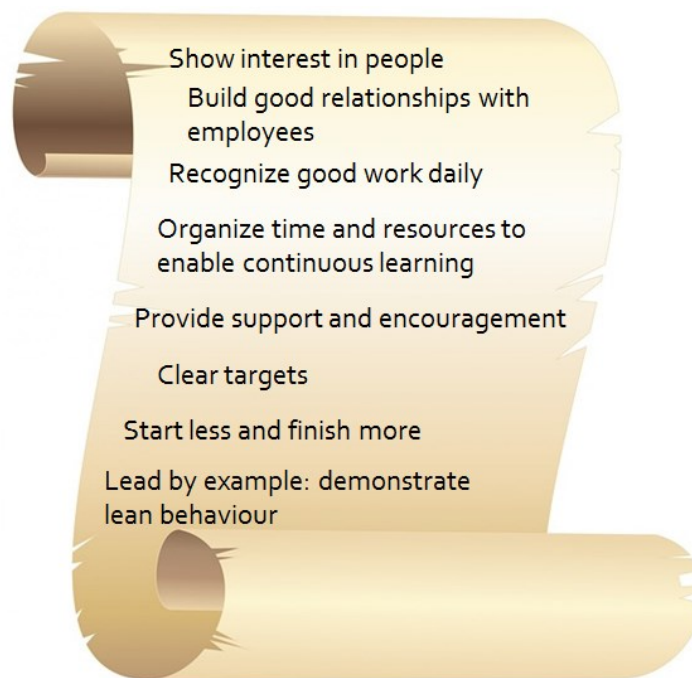 Show interest in people
Build good relationships with
employees
Recognize good work daily
Organize time and resources to
enable continuous learning
Provide support and encouragement
Clear targets
Start less and finish more
Lead by example: demonstrate
lean behaviour